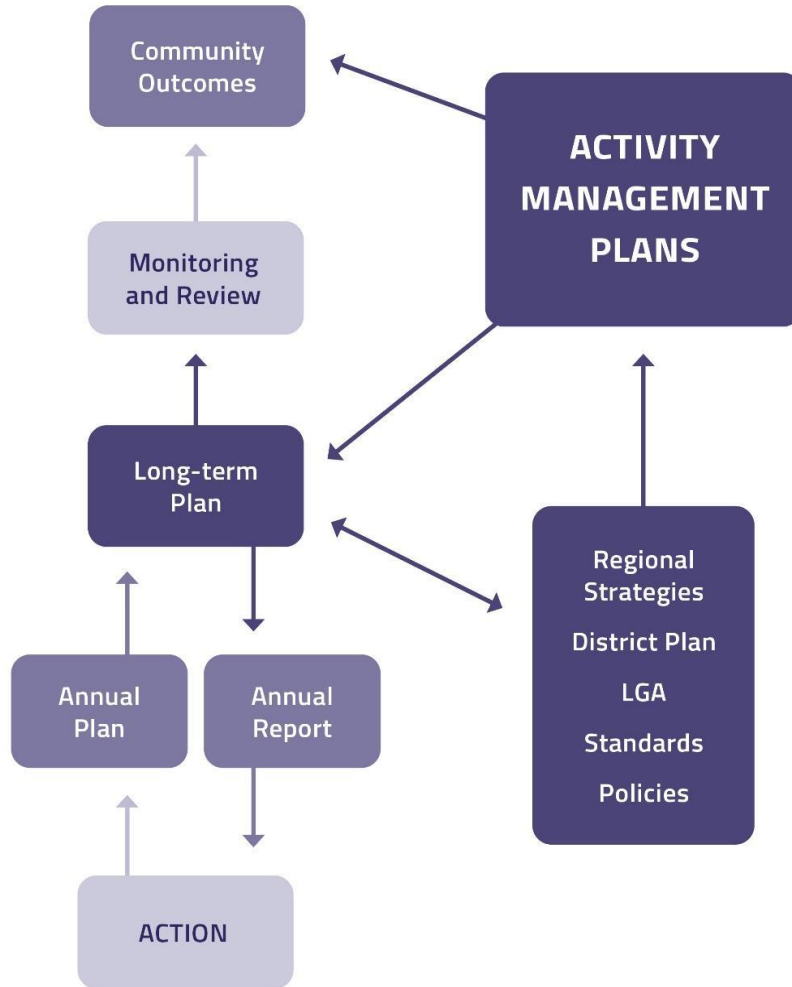 Community
Outcomes
ACTIVITY
MANAGEMENT
PLANS
Monitoring
and Review
Long-term
Plan
Regional
Strategies
District Plan
LGA
Standards
Policies
Annual
Plan
Annual
Report
ACTION